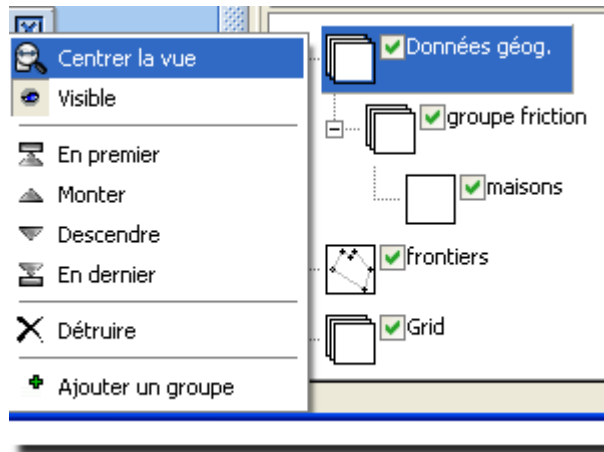 Centrer la vue
Visible
En premier
Monter
Descendre
En dernier
Détruire
Ajouter un groupe
Données géog.
groupe friction
maisons
frontiers
Grid